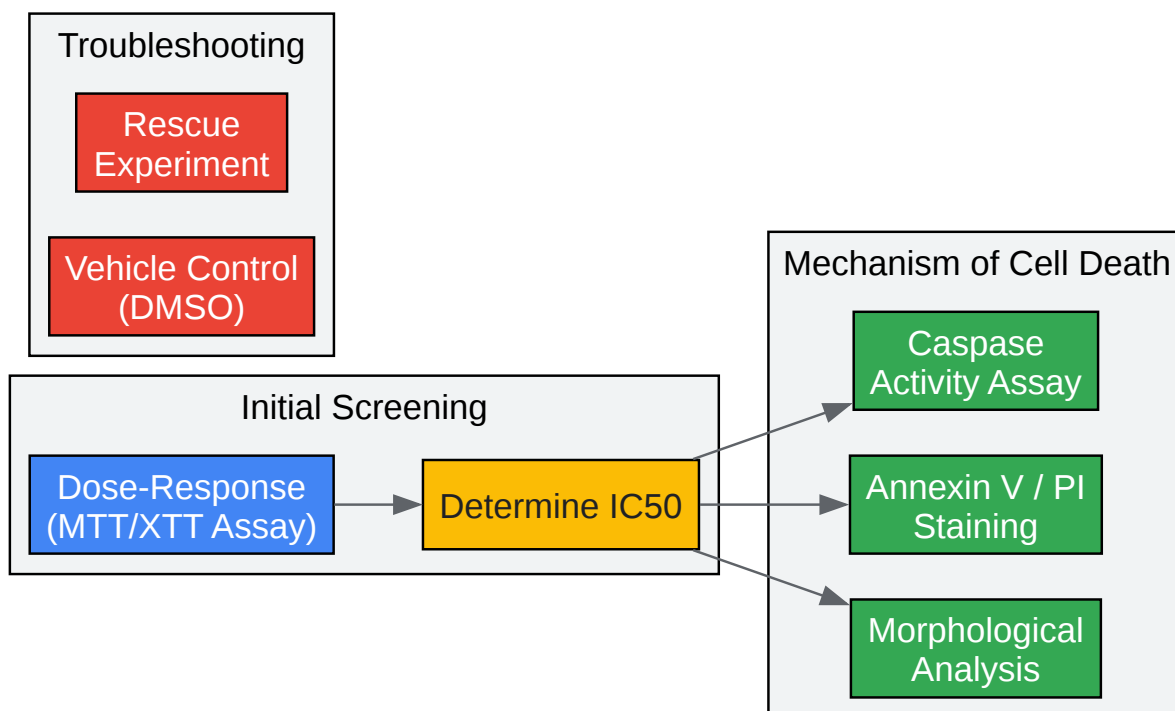 Troubleshooting
Rescue
Experiment
Vehicle Control
(DMSO)
Initial Screening
Dose-Response
(MTT/XTT Assay)
Determine IC50
Mechanism of Cell Death
Caspase
Activity Assay
Annexin V / PI
Staining
Morphological
Analysis